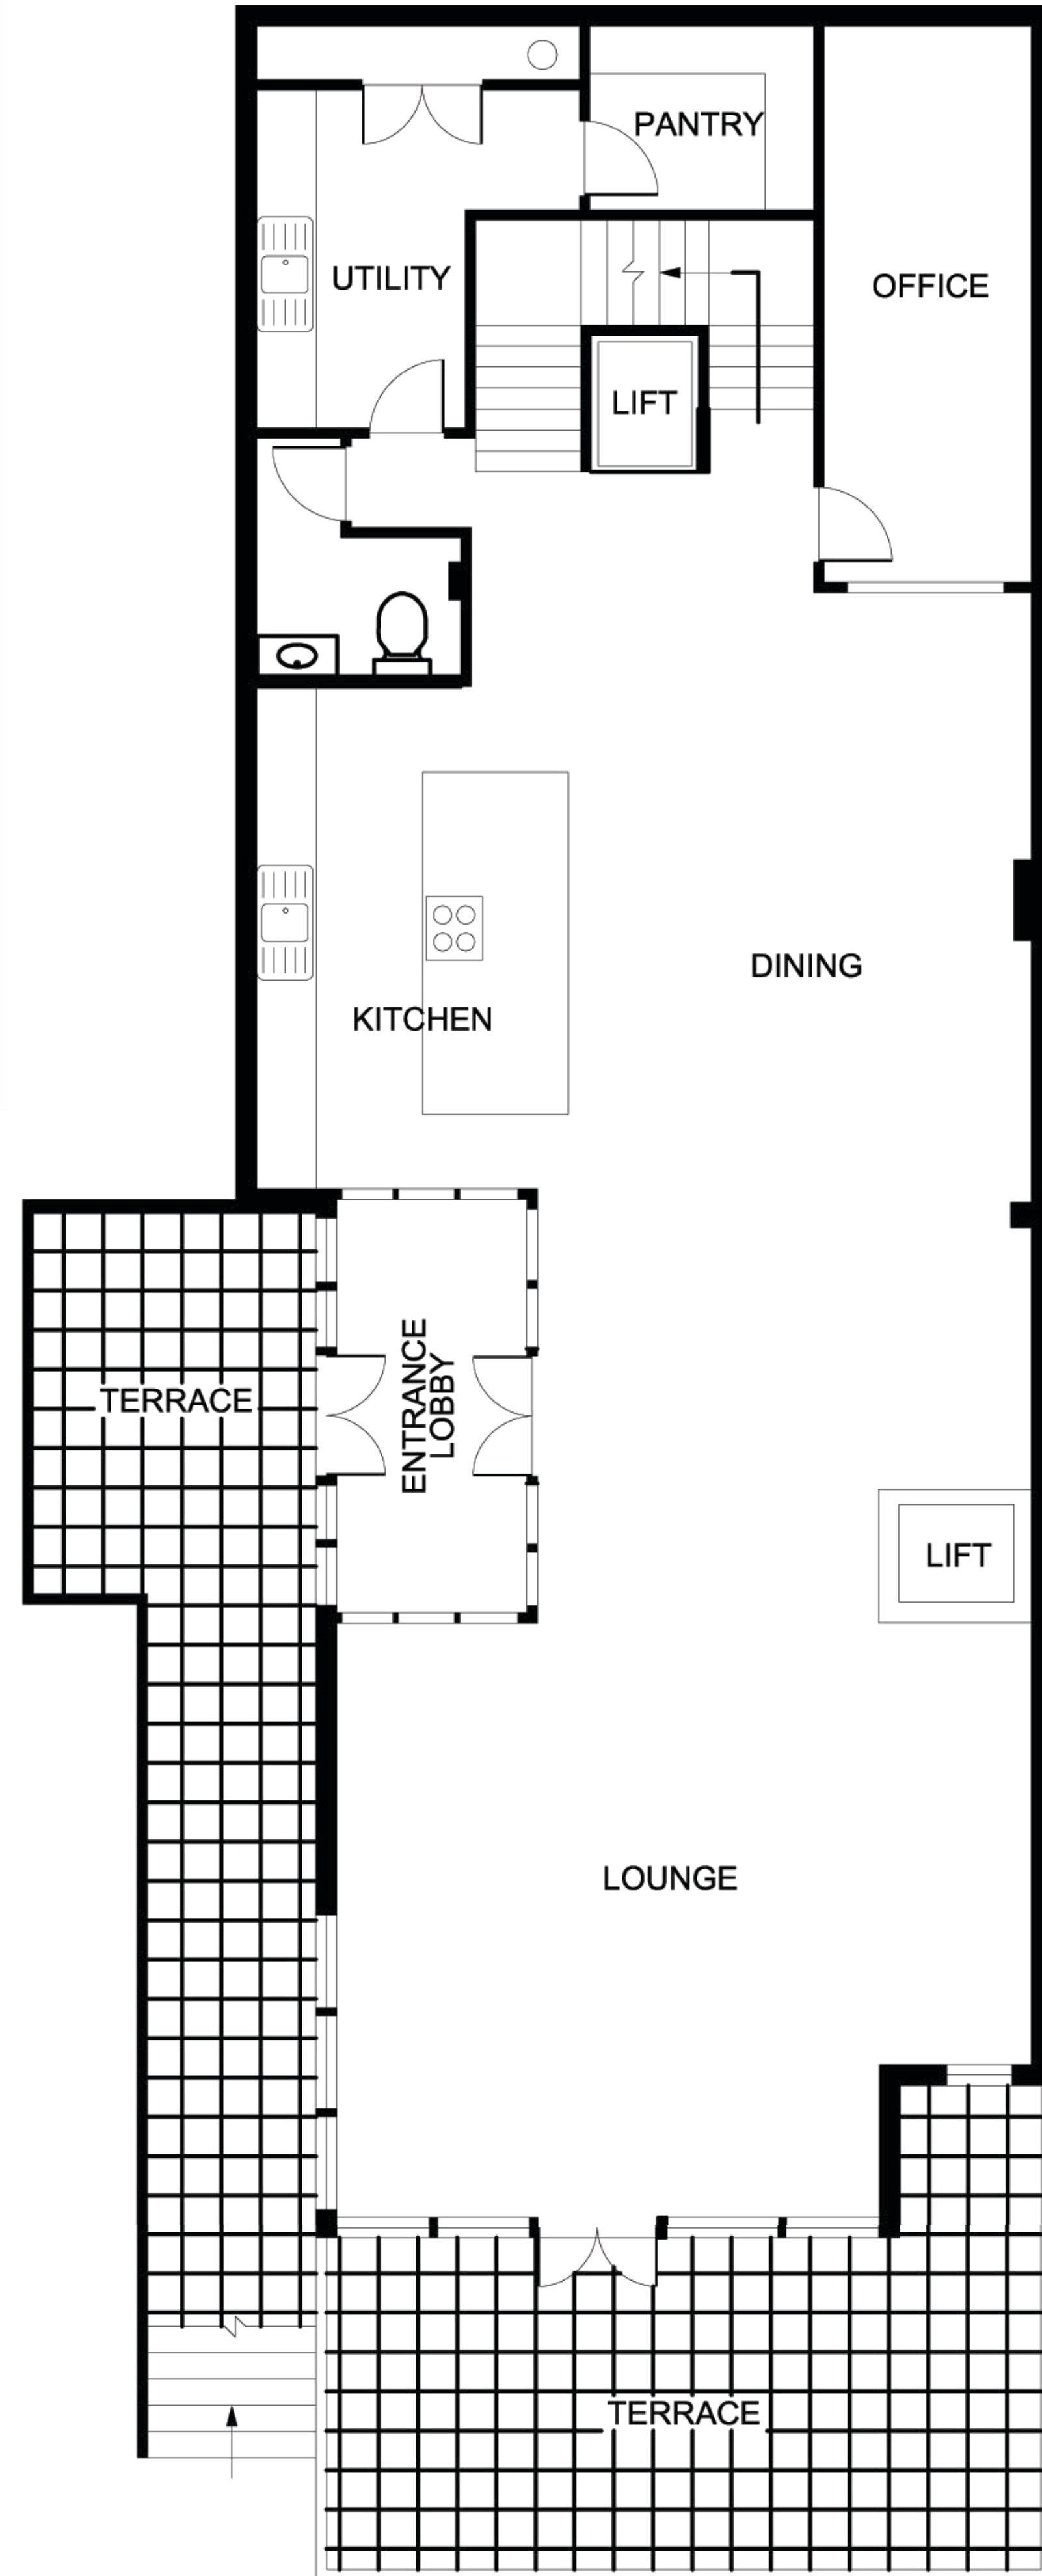 PANTRY
UTILITY
OFFICE
LIFT
DINING
KITCHEN
ENTRANCE
LOBBY
TERRACE
LIFT
LOUNGE
TERRACE